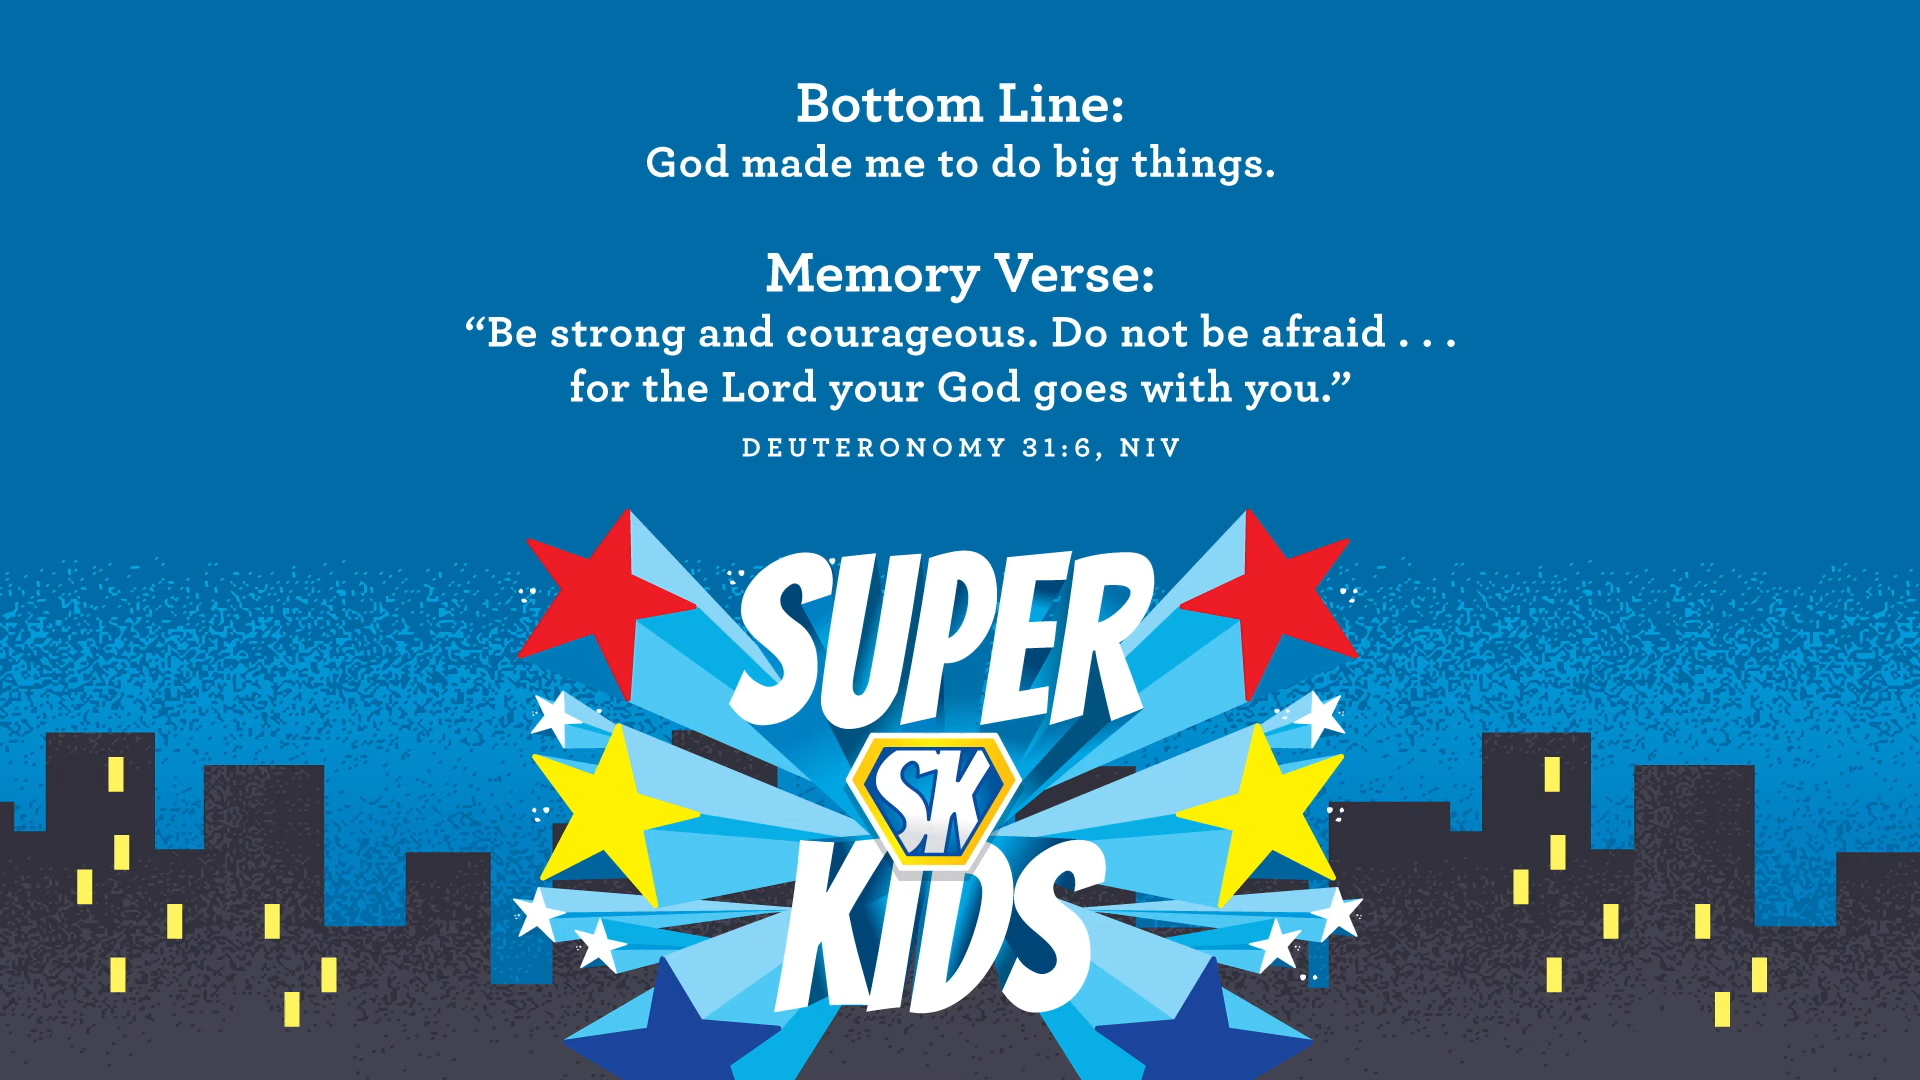 Bottom Line:
God made me to do big things.
Memory Verse:
“Be strong and courageous. Do not be afraid . . .
for the Lord your God goes with you.”
DEUTERONOMY 31:6, NIV
SUPER
SK
KIDS